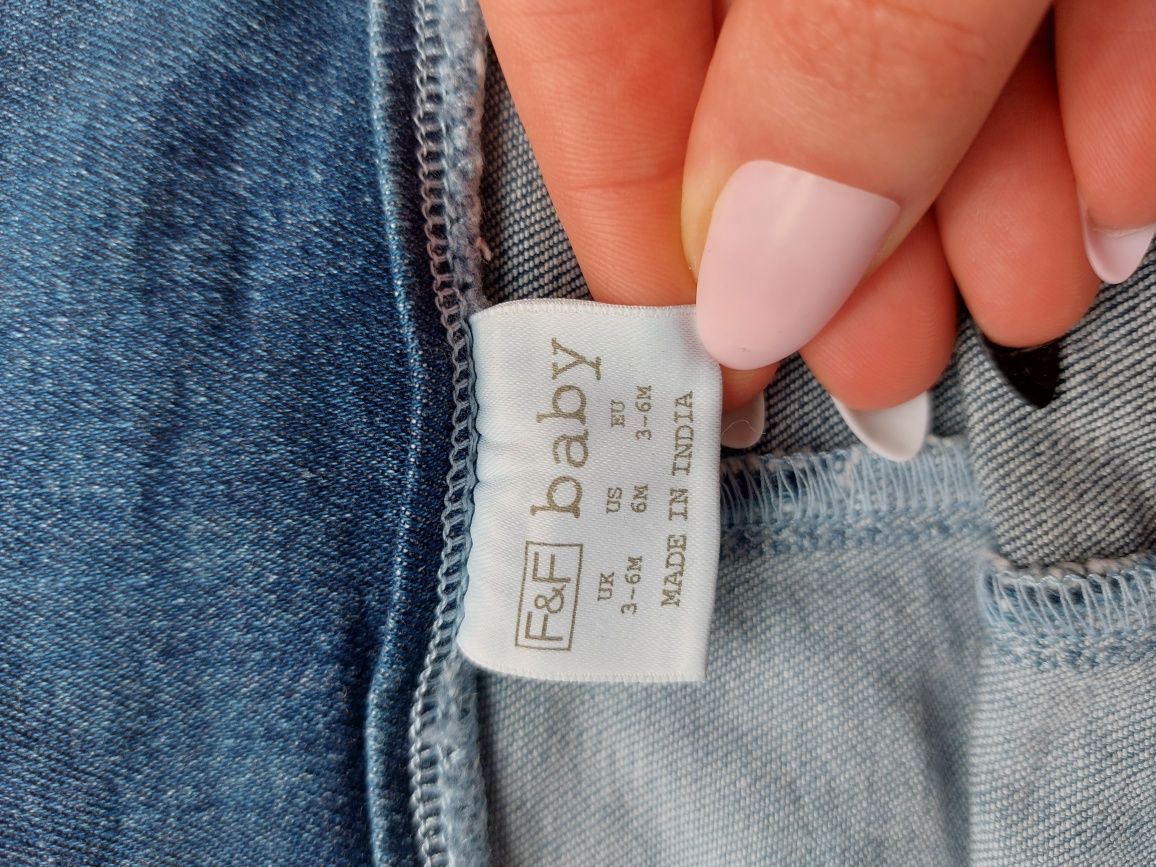 F&F baby
UK US EU
3-6M 6M 3-6M
MADE IN INDIA